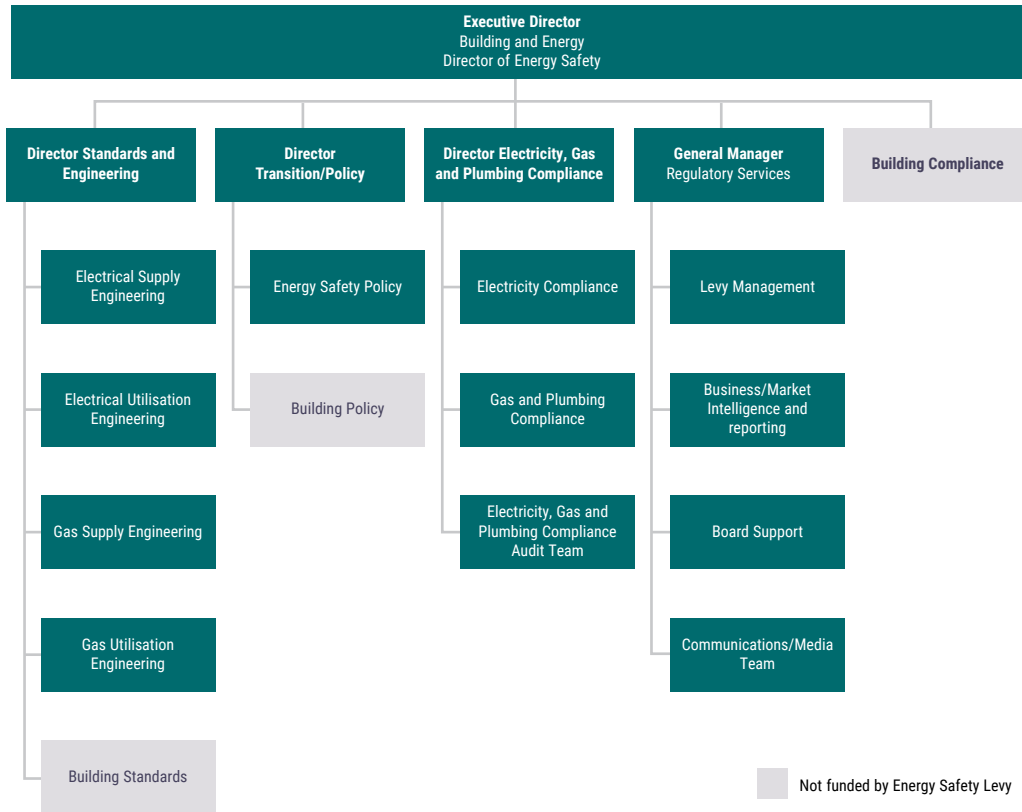 Executive Director
Building and Energy
Director of Energy Safety
Director Standards and
Engineering
Director
Transition/Policy
Director Electricity, Gas
and Plumbing Compliance
General Manager
Regulatory Services
Building Compliance
Electrical Supply
Engineering
Energy Safety Policy
Electricity Compliance
Levy Management
Electrical Utilisation
Engineering
Building Policy
Gas and Plumbing
Compliance
Business/Market
Intelligence and
reporting
Gas Supply Engineering
Electricity, Gas and
Plumbing Compliance
Audit Team
Board Support
Gas Utilisation
Engineering
Communications/Media
Team
Building Standards
Not funded by Energy Safety Levy